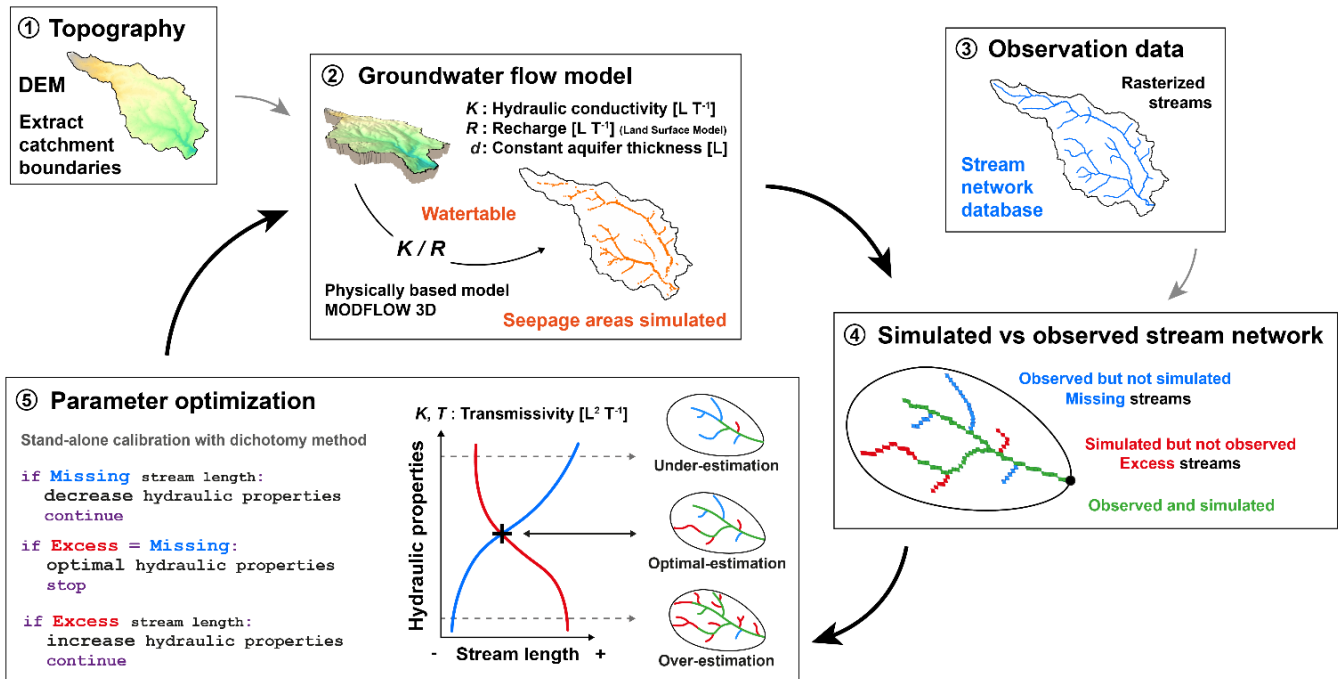 ① Topography
DEM
Extract
catchment
boundaries
② Groundwater flow model
K : Hydraulic conductivity [L T⁻¹]
R : Recharge [L T⁻¹] (Land Surface Model)
d : Constant aquifer thickness [L]
Watertable
K / R
Physically based model
MODFLOW 3D
Seepage areas simulated
③ Observation data
Rasterized
streams
Stream
network
database
④ Simulated vs observed stream network
Observed but not simulated
Missing streams
Simulated but not observed
Excess streams
Observed and simulated
⑤ Parameter optimization
Stand-alone calibration with dichotomy method
if Missing stream length:
decrease hydraulic properties
continue
if Excess = Missing:
optimal hydraulic properties
stop
if Excess stream length:
increase hydraulic properties
continue
K, T : Transmissivity [L² T⁻¹]
Hydraulic properties
- Stream length +
Under-estimation
Optimal-estimation
Over-estimation